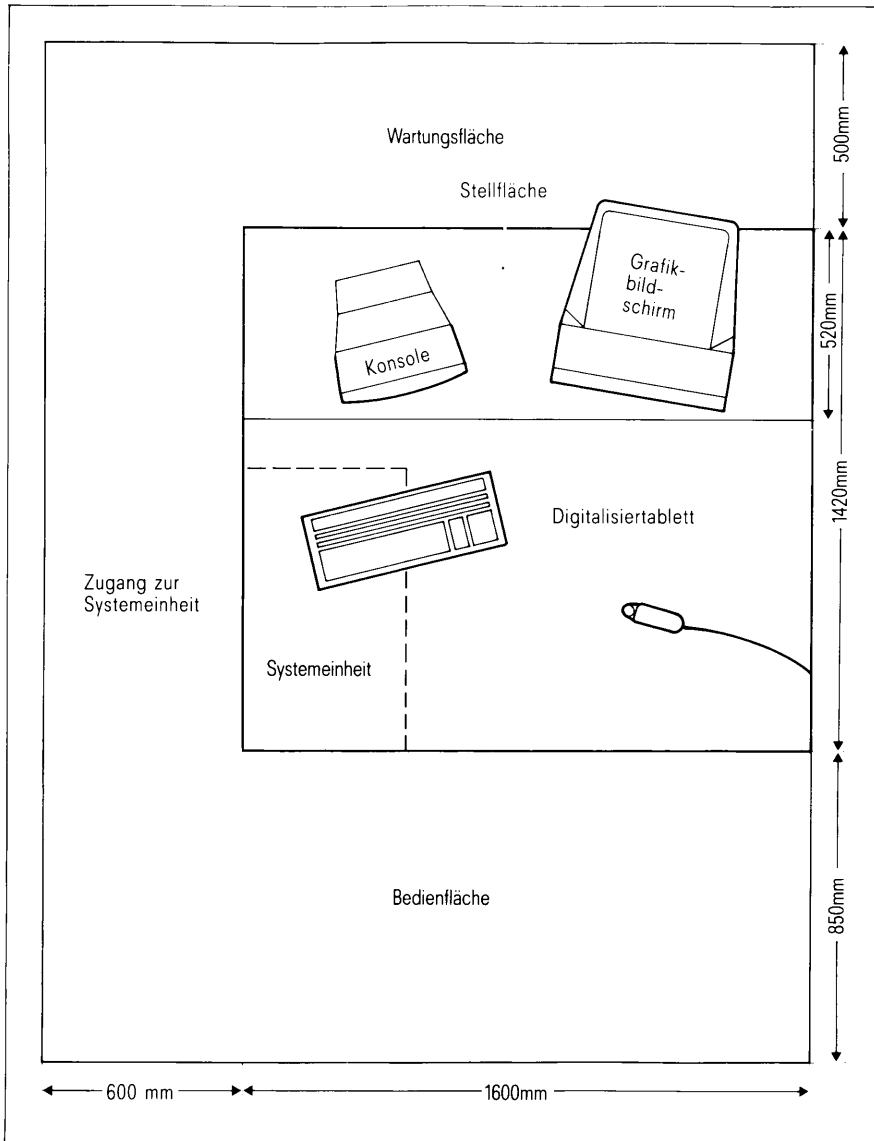 Wartungsfläche
500mm
Stellfläche
Grafik-
bild-
schirm
Konsole
520mm
1420mm
Digitalisiertablett
Zugang zur
Systemeinheit
Systemeinheit
Bedienfläche
850mm
600 mm
1600mm